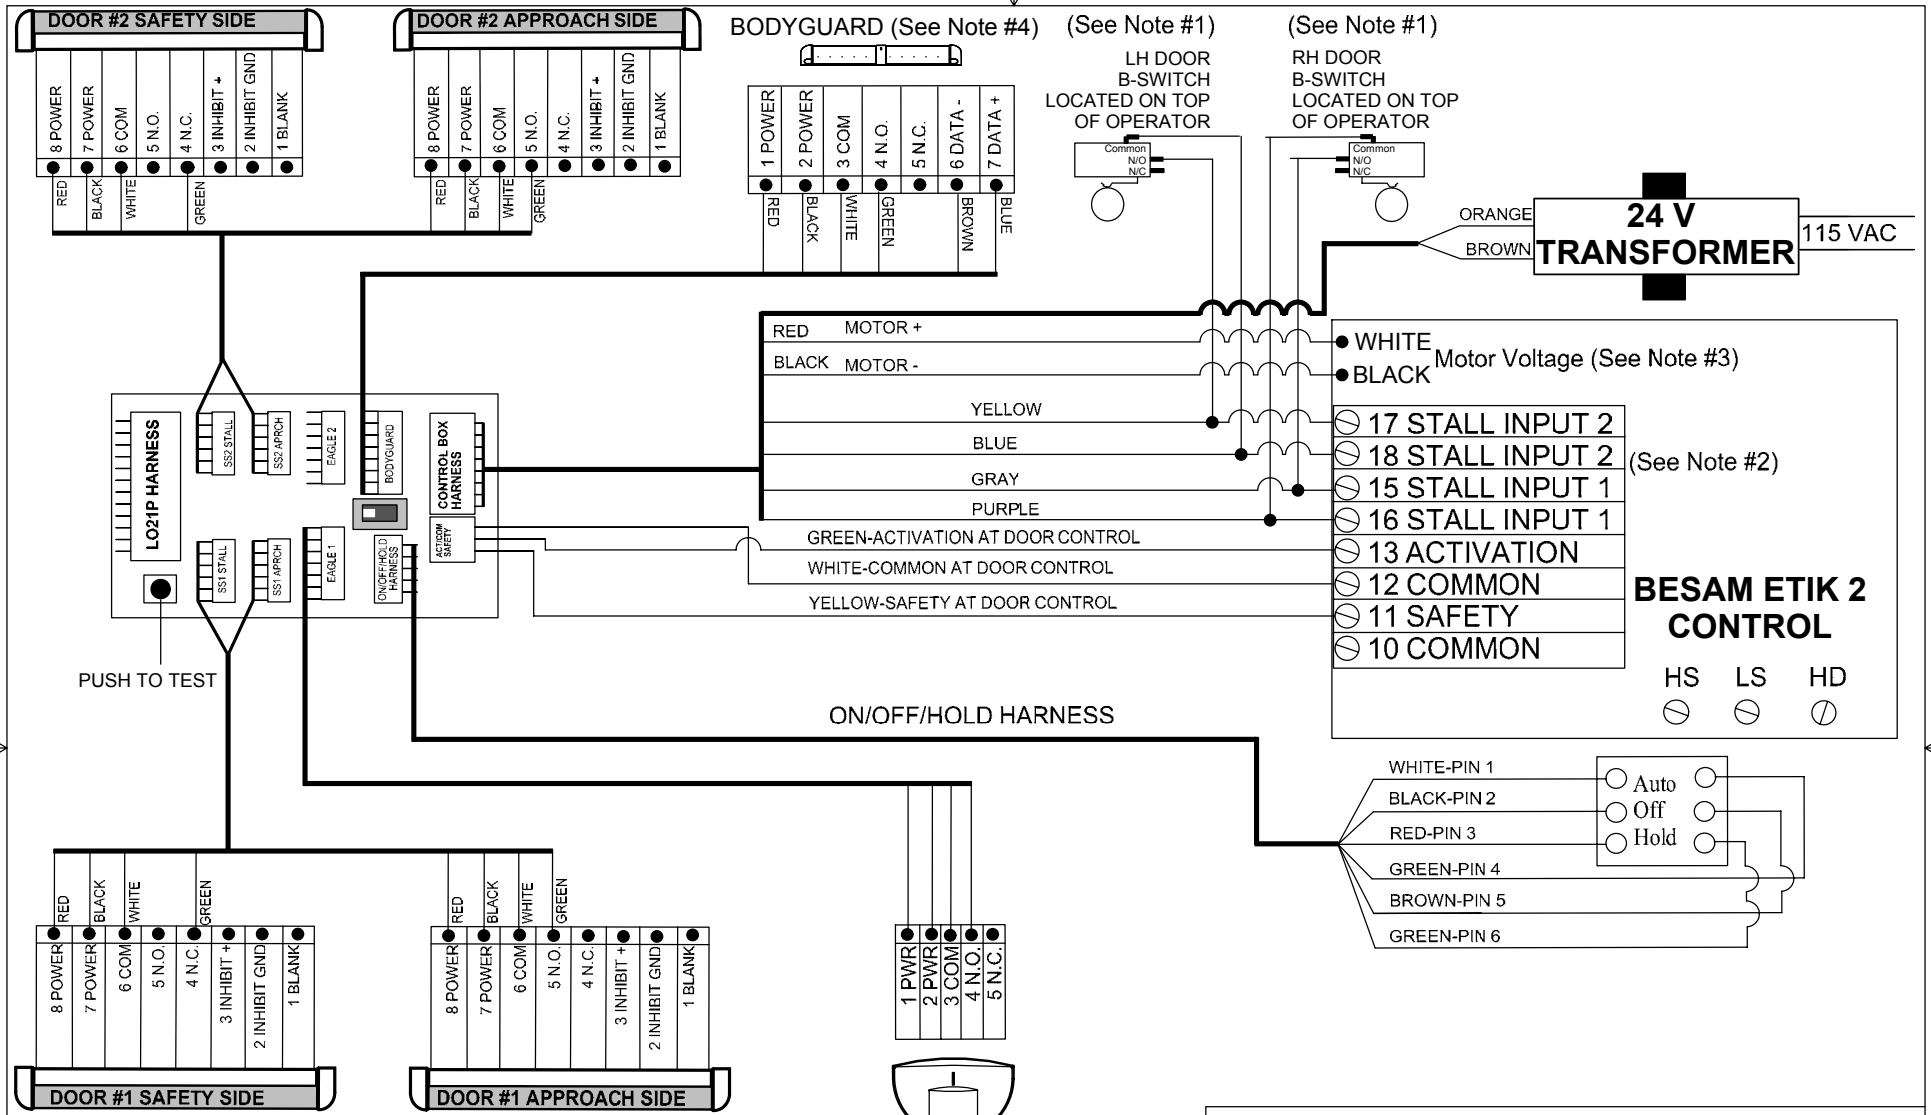 DOOR #2 SAFETY SIDE
8 POWER
7 POWER
6 COM
5 N.O.
4 N.C.
3 INHIBIT +
2 INHIBIT GND
1 BLANK
RED
BLACK
WHITE
GREEN
DOOR #2 APPROACH SIDE
8 POWER
7 POWER
6 COM
5 N.O.
4 N.C.
3 INHIBIT +
2 INHIBIT GND
1 BLANK
RED
BLACK
WHITE
GREEN
BODYGUARD (See Note #4)
1 POWER
2 POWER
3 COM
4 N.O.
5 N.C.
6 DATA -
7 DATA +
RED
BLACK
WHITE
GREEN
BROWN
BLUE
(See Note #1)
LH DOOR
B-SWITCH
LOCATED ON TOP
OF OPERATOR
Common
N/O
N/C
(See Note #1)
RH DOOR
B-SWITCH
LOCATED ON TOP
OF OPERATOR
Common
N/O
N/C
ORANGE
BROWN
24 V
TRANSFORMER
115 VAC
RED MOTOR +
BLACK MOTOR -
YELLOW
BLUE
GRAY
PURPLE
GREEN-ACTIVATION AT DOOR CONTROL
WHITE-COMMON AT DOOR CONTROL
YELLOW-SAFETY AT DOOR CONTROL
WHITE
BLACK
Motor Voltage (See Note #3)
17 STALL INPUT 2
18 STALL INPUT 2
(See Note #2)
15 STALL INPUT 1
16 STALL INPUT 1
13 ACTIVATION
12 COMMON
11 SAFETY
10 COMMON
BESAM ETIK 2
CONTROL
HS LS HD
LO21P HARNESS
SS2 STALL
SS2 APRCH
EAGLE 2
BODYGUARD
CONTROL BOX
HARNESS
SS1 STALL
SS1 APRCH
EAGLE 1
ON/OFF/HOLD
HARNESS
ACT/COM
SAFETY
PUSH TO TEST
ON/OFF/HOLD HARNESS
WHITE-PIN 1
BLACK-PIN 2
RED-PIN 3
GREEN-PIN 4
BROWN-PIN 5
GREEN-PIN 6
Auto
Off
Hold
RED
BLACK
WHITE
GREEN
8 POWER
7 POWER
6 COM
5 N.O.
4 N.C.
3 INHIBIT +
2 INHIBIT GND
1 BLANK
DOOR #1 SAFETY SIDE
RED
BLACK
WHITE
GREEN
8 POWER
7 POWER
6 COM
5 N.O.
4 N.C.
3 INHIBIT +
2 INHIBIT GND
1 BLANK
DOOR #1 APPROACH SIDE
1 PWR
2 PWR
3 COM
4 N.O.
5 N.C.